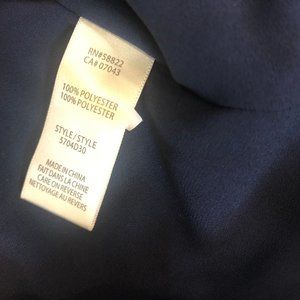 RN#58822
CA# 07043
100% POLYESTER
100% POLYESTER
STYLE/STYLE
5704D30
MADE IN CHINA
FAIT DANS LA CHINE
CARE ON REVERSE
NETTOYAGE AU REVERS